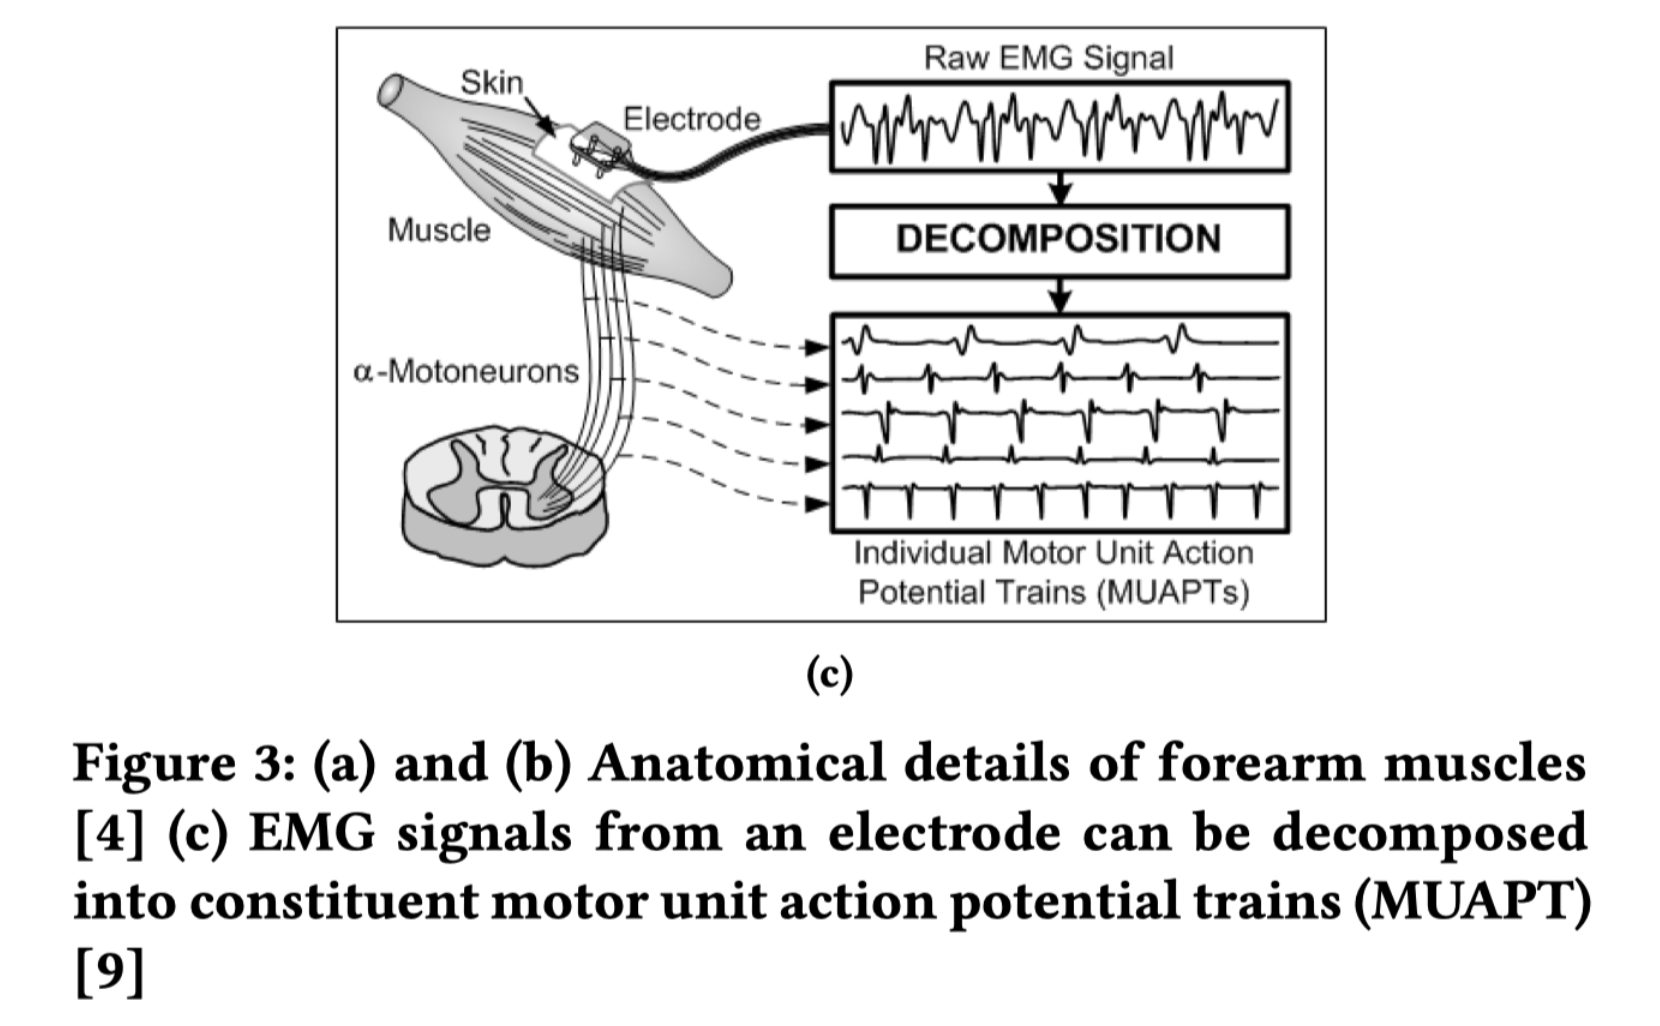 Raw EMG Signal
Skin
Electrode
Muscle
DECOMPOSITION
α-Motoneurons
Individual Motor Unit Action
Potential Trains (MUAPTs)
(c)
Figure 3: (a) and (b) Anatomical details of forearm muscles
[4] (c) EMG signals from an electrode can be decomposed
into constituent motor unit action potential trains (MUAPT)
[9]